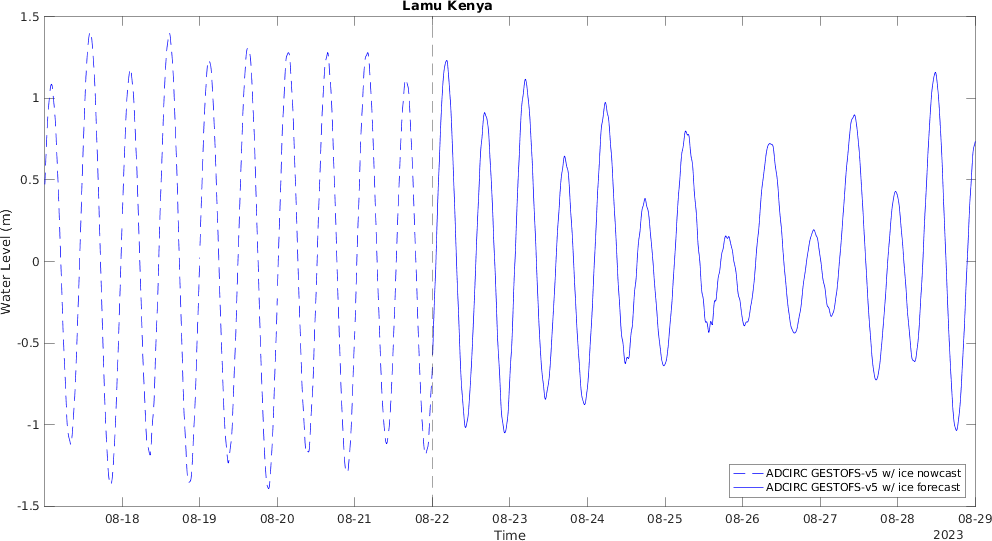 Lamu Kenya
1.5
1
0.5
0
-0.5
-1
-1.5
Water Level (m)
08-18 08-19 08-20 08-21 08-22 08-23 08-24 08-25 08-26 08-27 08-28 08-29
Time
2023
ADCIRC GESTOFS-v5 w/ ice nowcast
ADCIRC GESTOFS-v5 w/ ice forecast